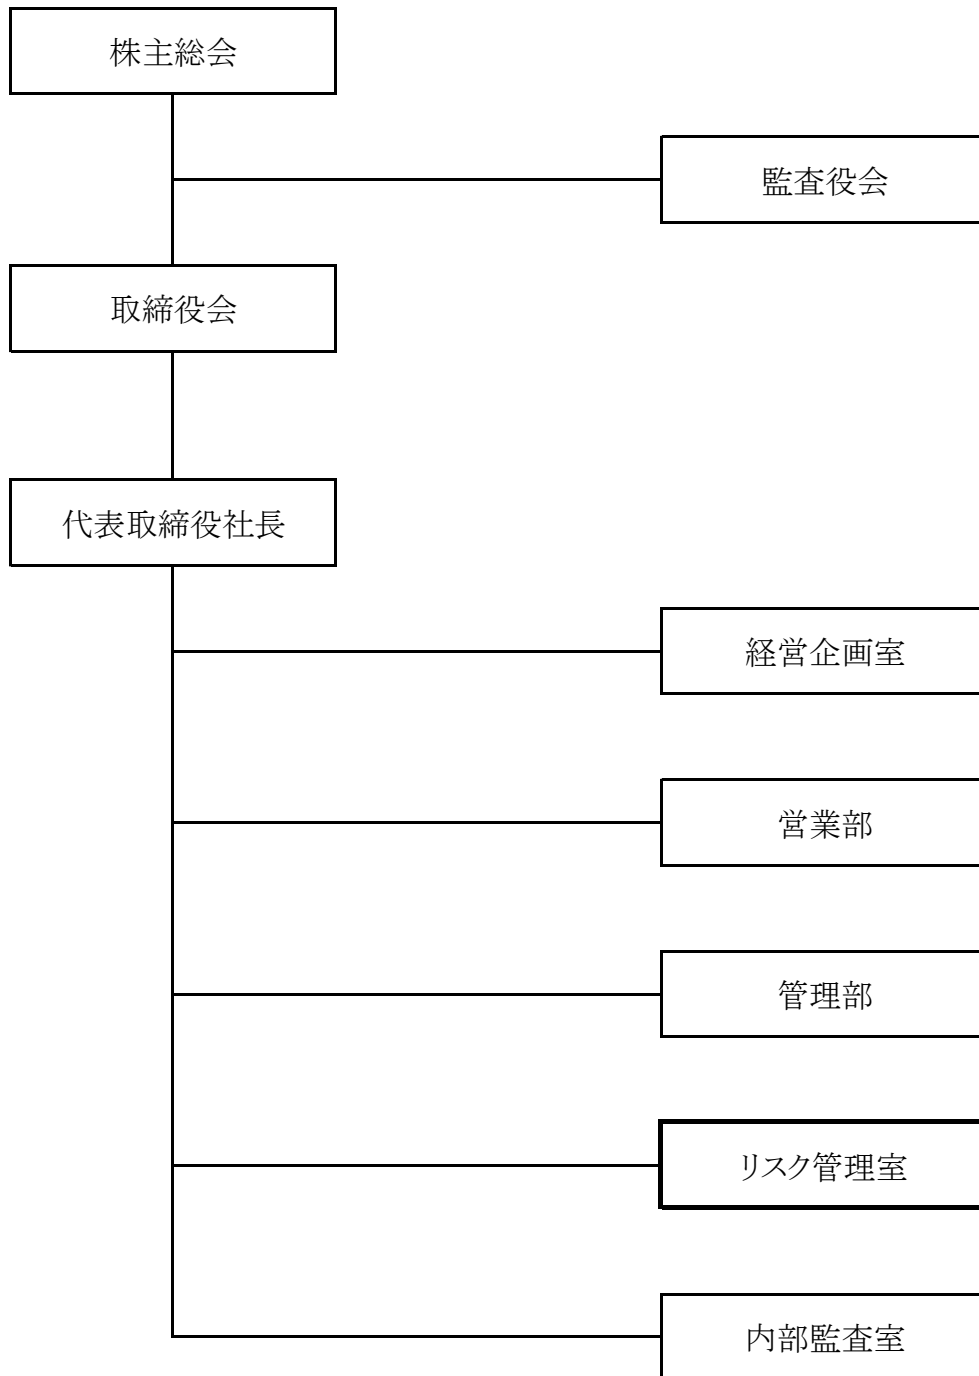 株主総会
監査役会
取締役会
代表取締役社長
経営企画室
営業部
管理部
リスク管理室
内部監査室